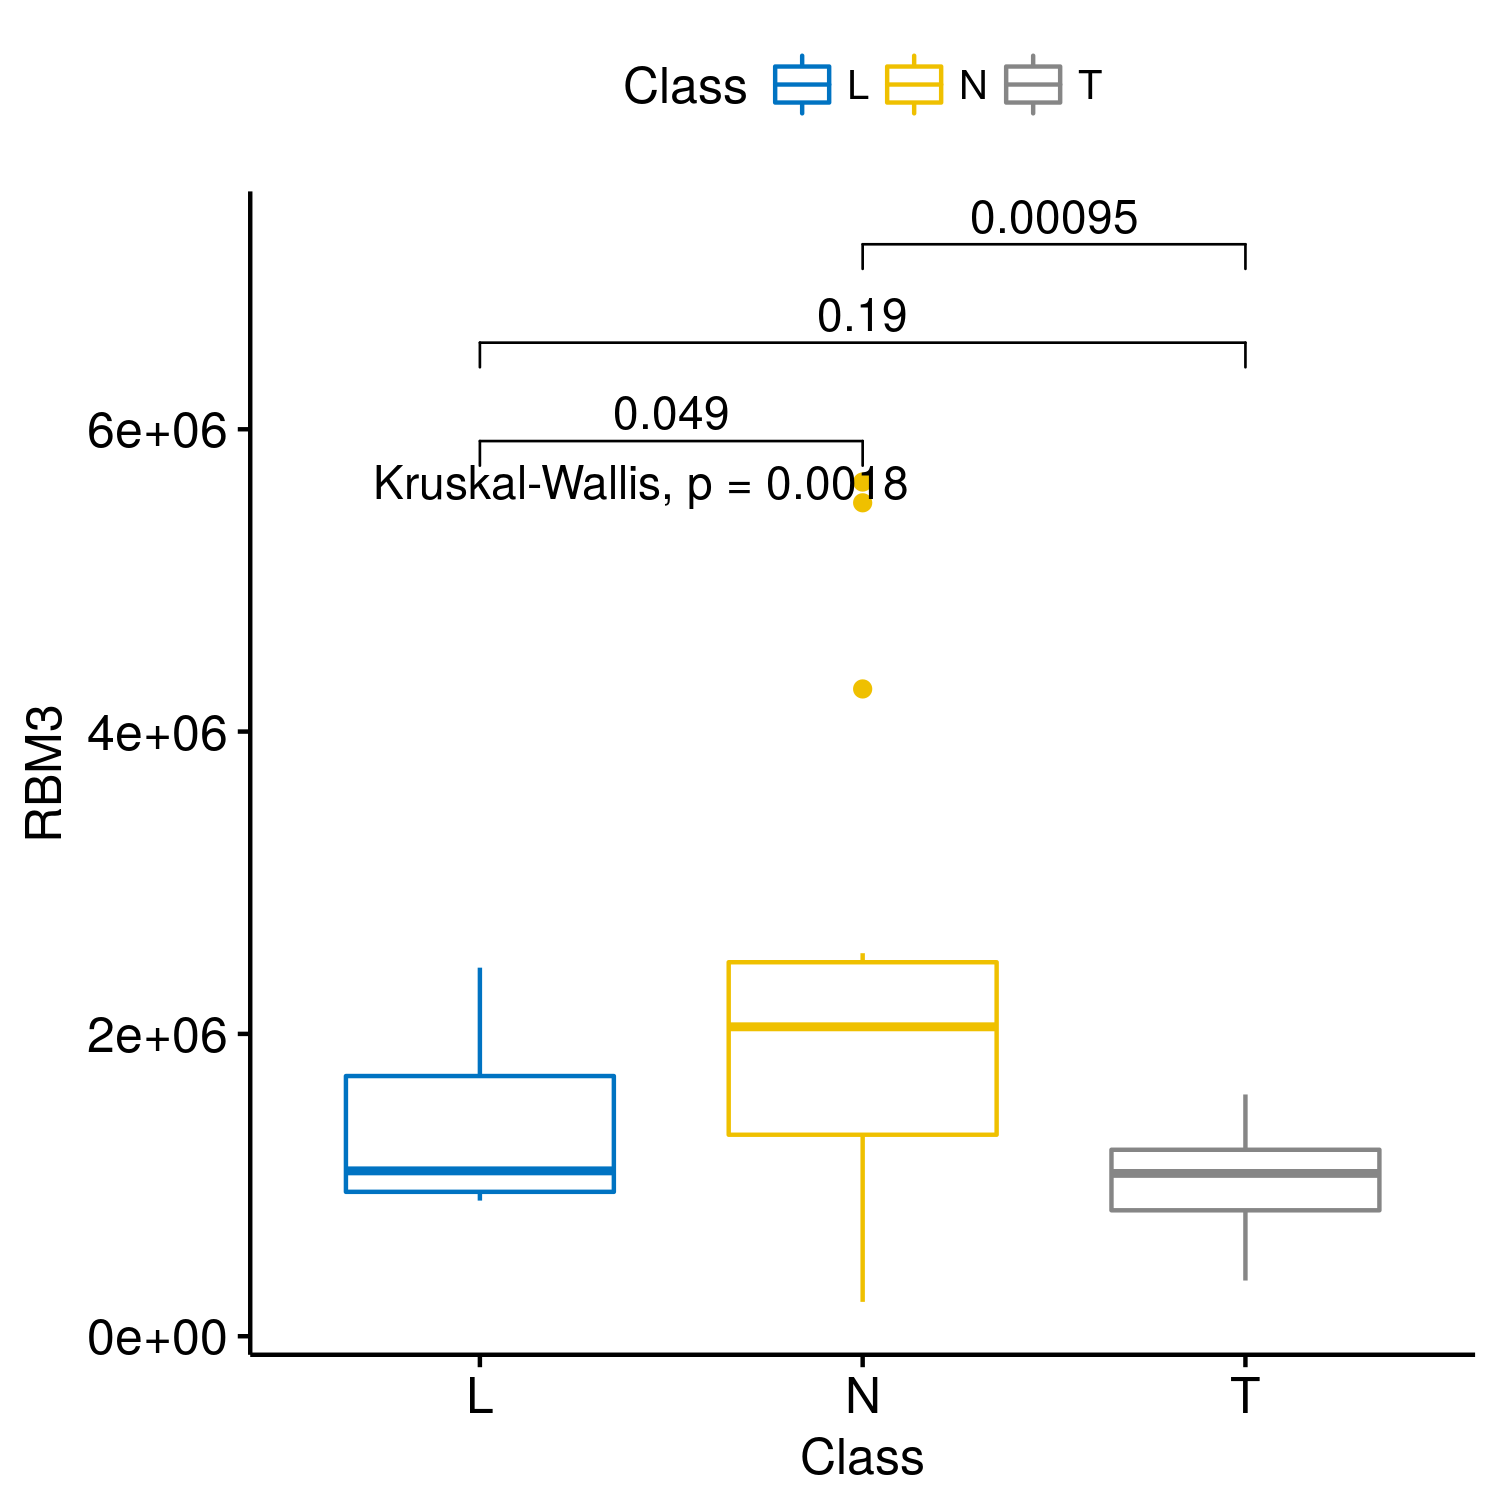 Class L N T
0.00095
0.19
0.049
Kruskal-Wallis, p = 0.0018
6e+06
4e+06
2e+06
0e+00
RBM3
L N T
Class